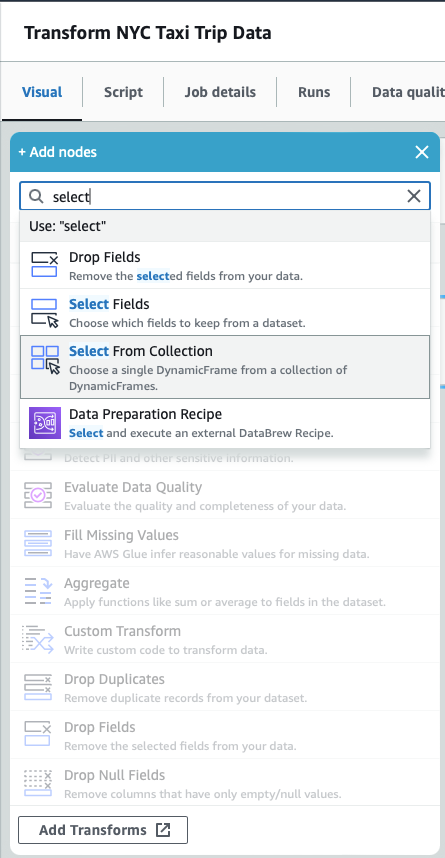 Transform NYC Taxi Trip Data
Visual
Script
Job details
Runs
Data qualit
+ Add nodes
select
Use: "select"
Drop Fields
Remove the selected fields from your data.
Select Fields
Choose which fields to keep from a dataset.
Select From Collection
Choose a single DynamicFrame from a collection of
DynamicFrames.
Data Preparation Recipe
Select and execute an external DataBrew Recipe.
Detect PII and other sensitive information.
Evaluate Data Quality
Evaluate the quality and completeness of your data.
Fill Missing Values
Have AWS Glue infer reasonable values for missing data.
Aggregate
Apply functions like sum or average to fields in the dataset.
Custom Transform
Write custom code to transform data.
Drop Duplicates
Remove duplicate records from your dataset.
Drop Fields
Remove the selected fields from your data.
Drop Null Fields
Remove columns that have only empty/null values.
Add Transforms